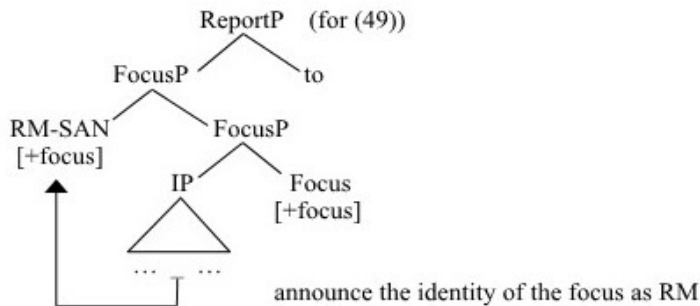 ReportP (for (49))
FocusP to
RM-SAN FocusP
[+focus]
IP Focus
[+focus]
... _ ...
announce the identity of the focus as RM